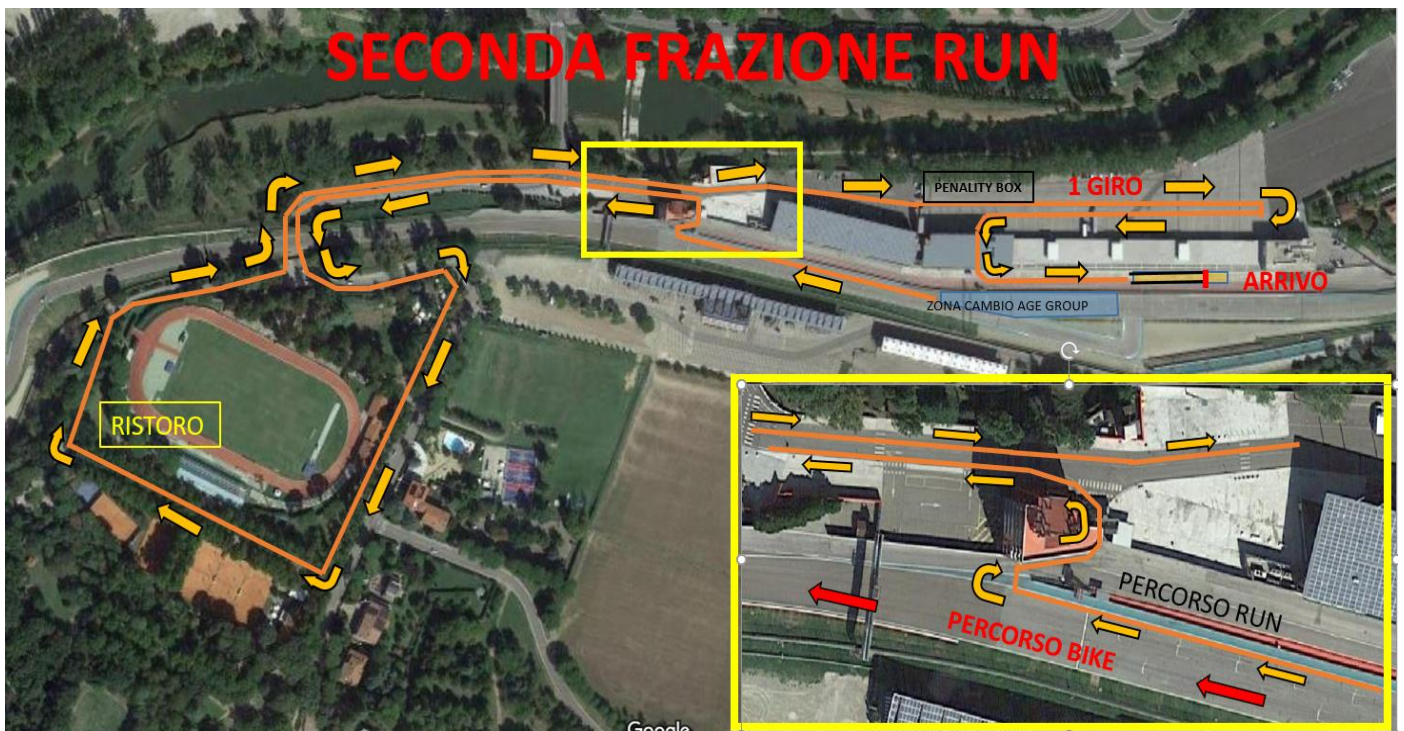 SECONDA FRAZIONE RUN
PENALITY BOX
1 GIRO
ARRIVO
ZONA CAMBIO AGE GROUP
RISTORO
PERCORSO RUN
PERCORSO BIKE
Google